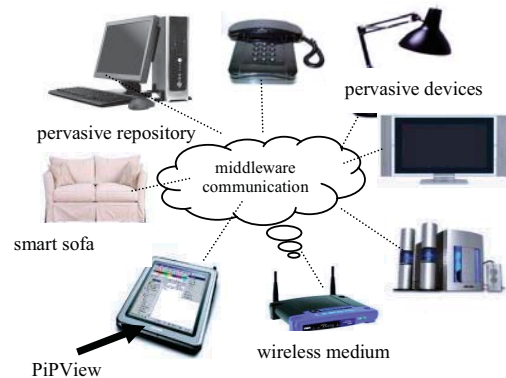 pervasive devices
pervasive repository
middleware
communication
smart sofa
wireless medium
PiPView